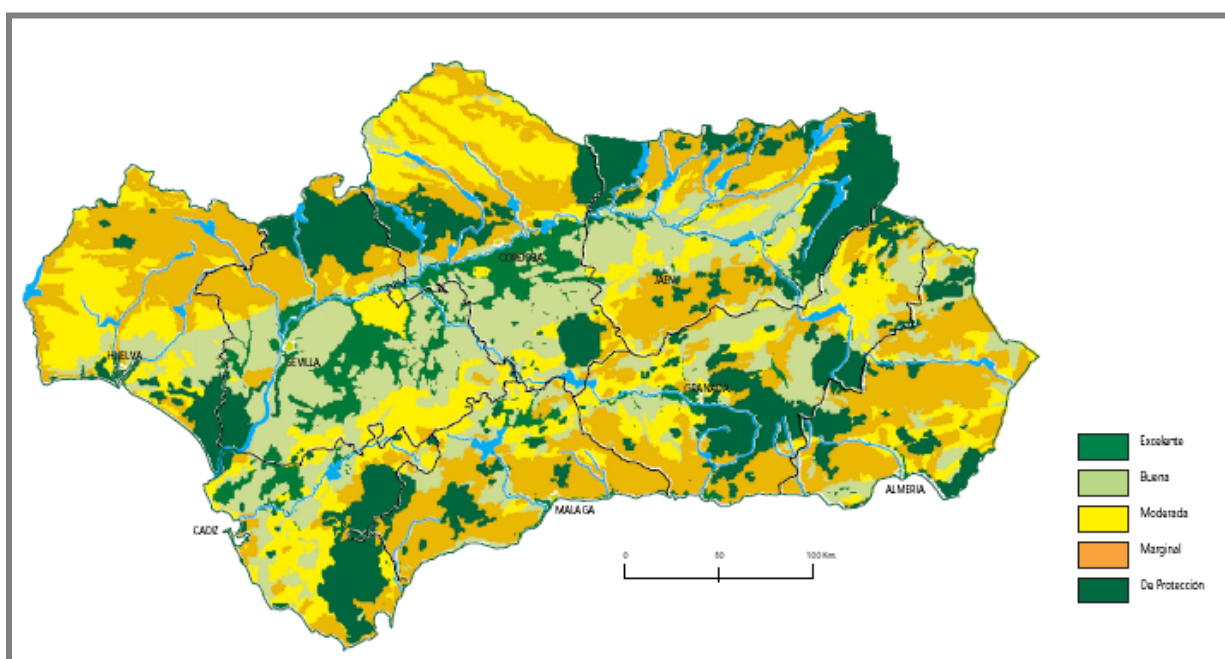 CORDOBA
JAEN
HUELVA
SEVILLA
GRANADA
ALMERIA
MALAGA
CADIZ
0 50 100 Km.
Excelente
Buena
Moderada
Marginal
De Protección